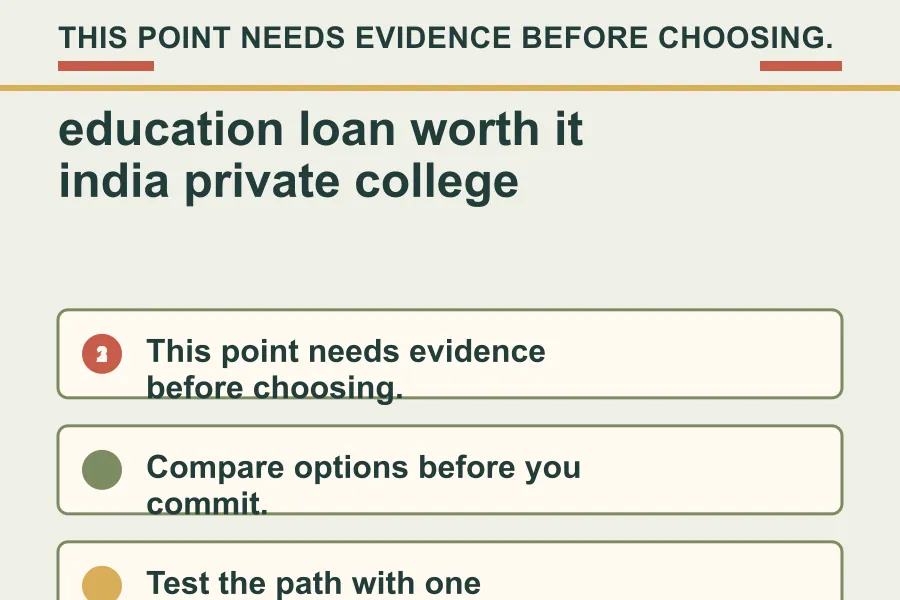 THIS POINT NEEDS EVIDENCE BEFORE CHOOSING.
education loan worth it
india private college
This point needs evidence
before choosing.
Compare options before you
commit.
Test the path with one